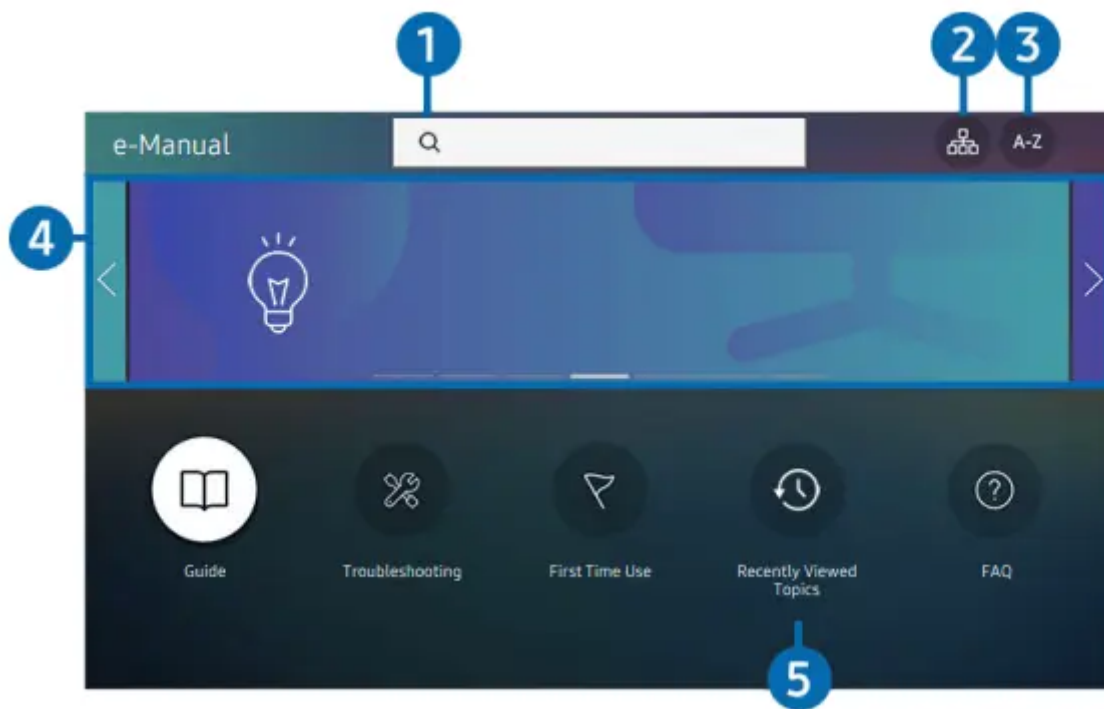 1
2
3
e-Manual
A-Z
4
Guide
Troubleshooting
First Time Use
Recently Viewed
Topics
FAQ
5